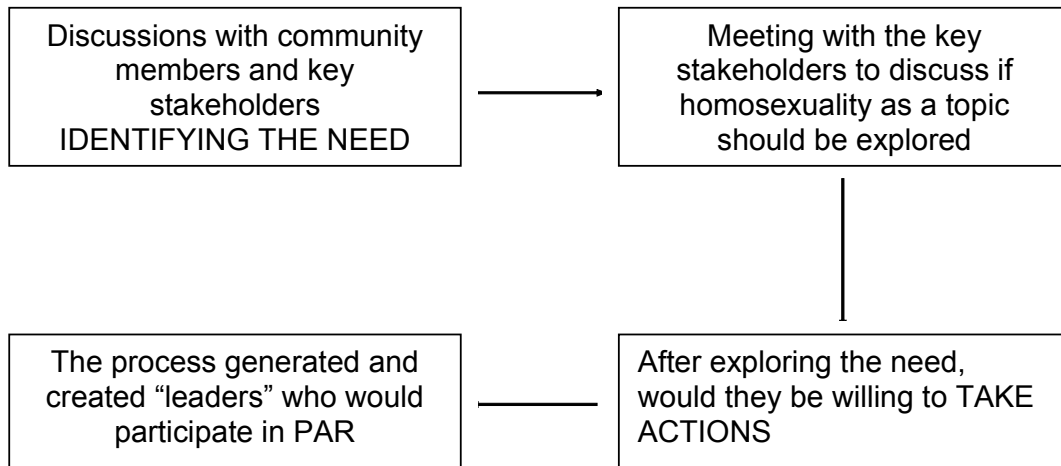 Discussions with community
members and key
stakeholders
IDENTIFYING THE NEED
Meeting with the key
stakeholders to discuss if
homosexuality as a topic
should be explored
After exploring the need,
would they be willing to TAKE
ACTIONS
The process generated and
created “leaders” who would
participate in PAR